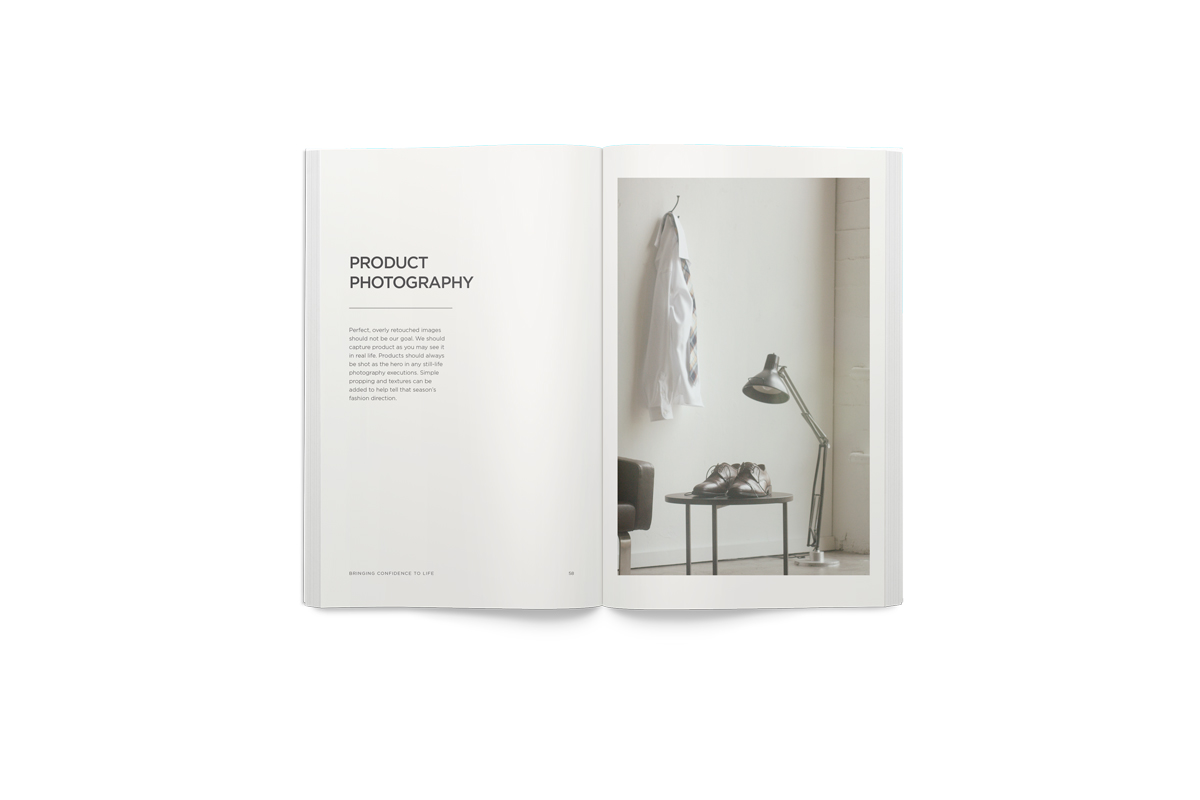 PRODUCT
PHOTOGRAPHY
Perfect, overly retouched images
should not be our goal. We should
capture product as you may see it
in real life. Products should always
be shot as the hero in any still-life
photography executions. Simple
propping and textures can be
added to help tell that season's
fashion direction.
BRINGING CONFIDENCE TO LIFE
58